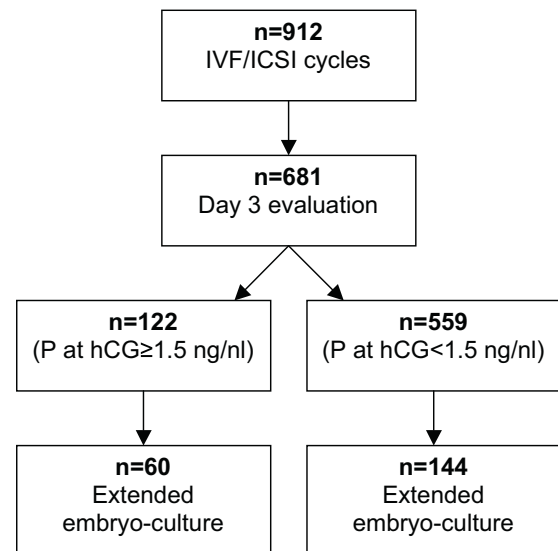 n=912
IVF/ICSI cycles
n=681
Day 3 evaluation
n=122
(P at hCG≥1.5 ng/nl)
n=559
(P at hCG<1.5 ng/nl)
n=60
Extended
embryo-culture
n=144
Extended
embryo-culture